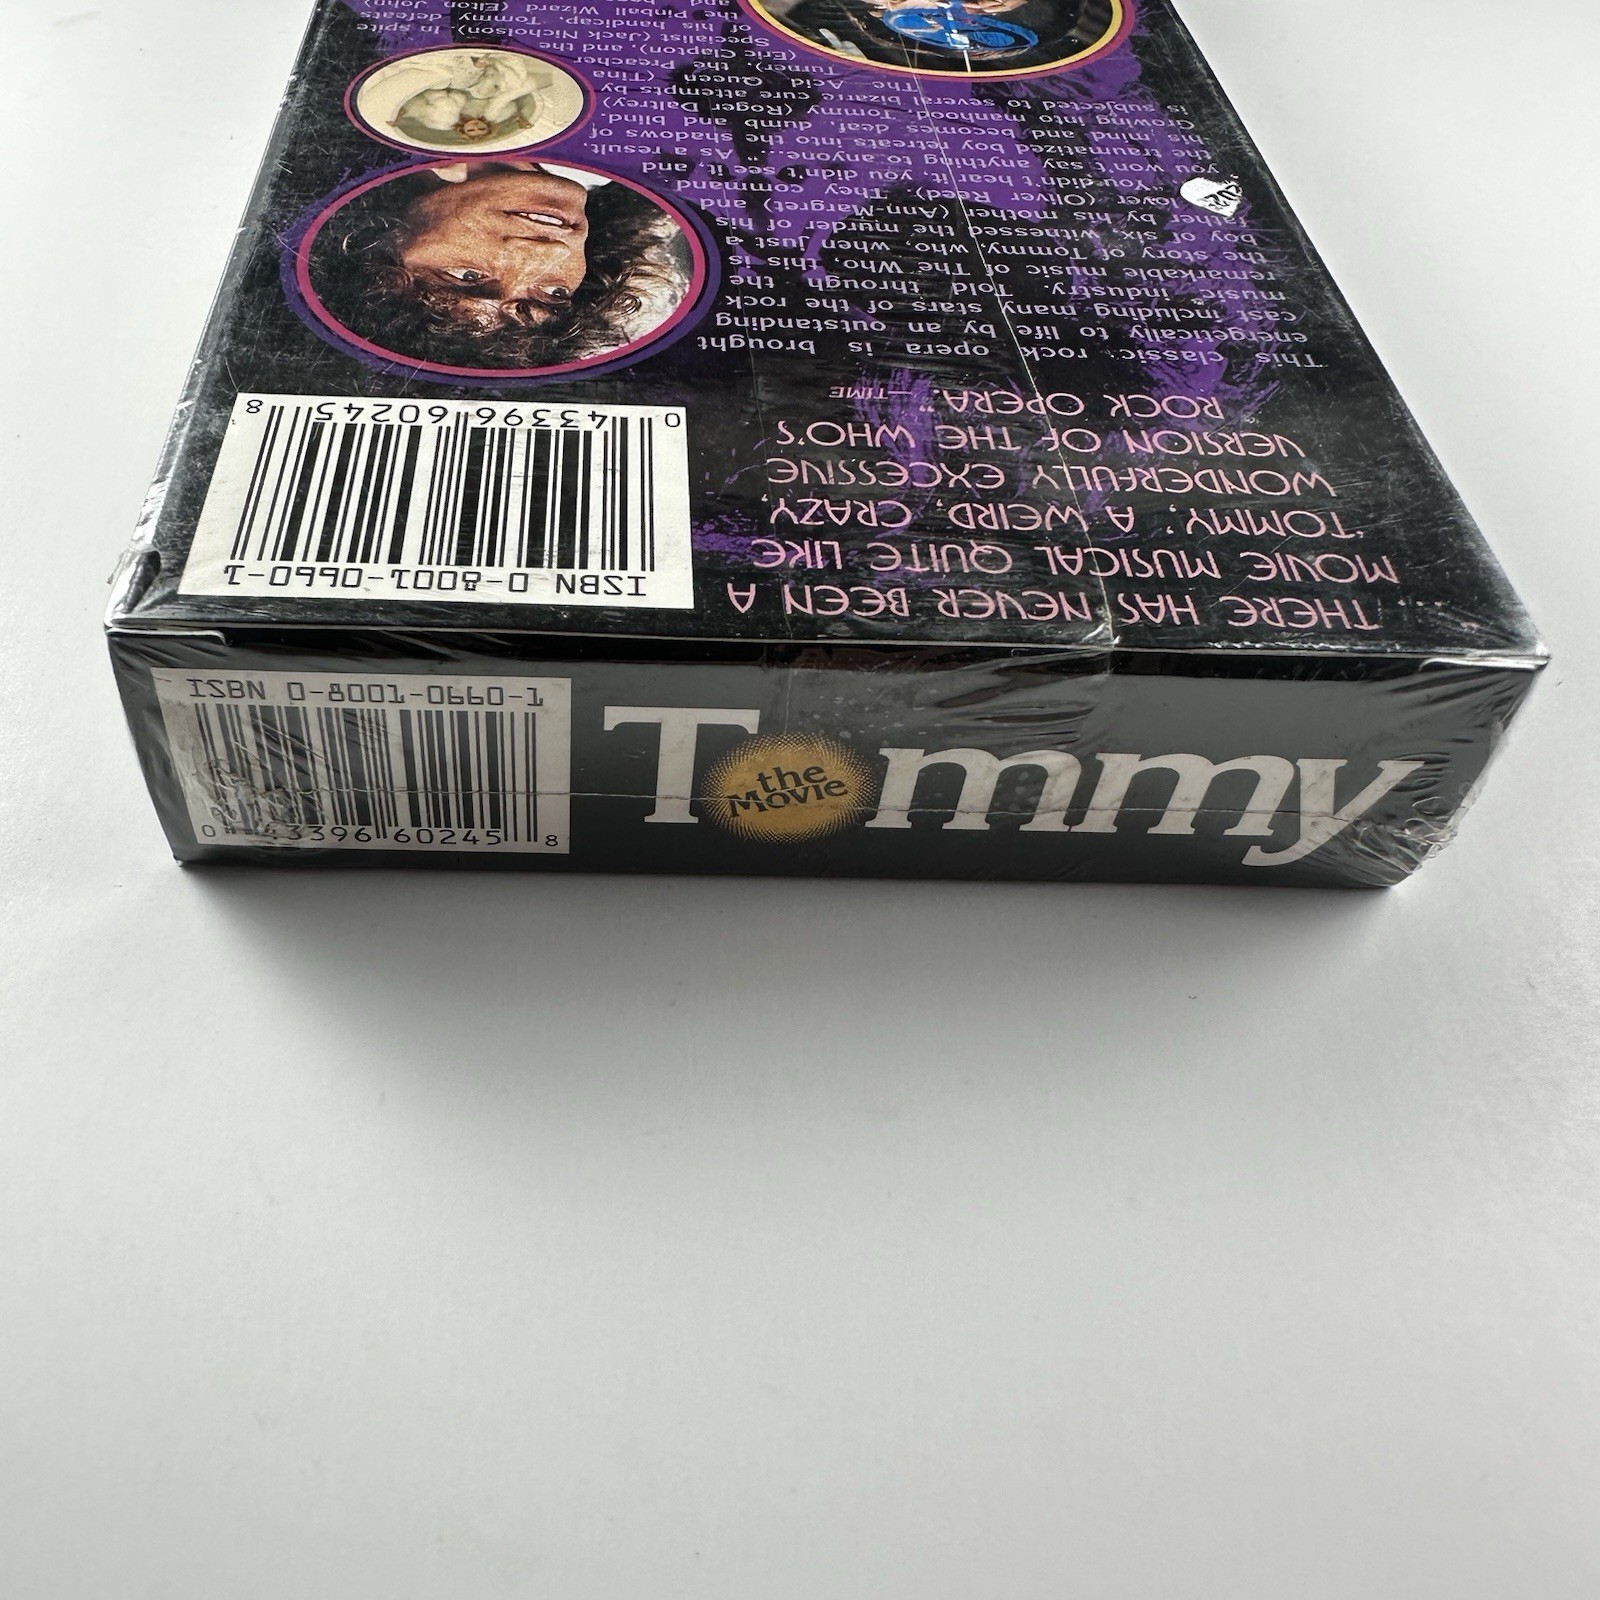 THERE HAS NEVER BEEN A
MOVIE MUSICAL QUITE LIKE
'TOMMY,' A WEIRD, CRAZY,
WONDERFULLY EXCESSIVE
VERSION OF THE WHO'S
ROCK OPERA." —TIME
This classic rock opera is brought
energetically to life by an outstanding
cast including many stars of the rock
music industry. Told through the
remarkable music of The Who, this is
the story of Tommy, who, when just a
boy of six, witnessed the murder of his
father by his mother (Ann-Margret) and
lover (Oliver Reed). They command,
"You didn't hear it, you didn't see it, and
you won't say anything to anyone..." As a result,
the traumatized boy retreats into the shadows of
his mind and becomes deaf, dumb and blind.
Growing into manhood, Tommy (Roger Daltrey)
is subjected to several bizarre cure attempts by
The Acid Queen (Tina
Turner), the Preacher
(Eric Clapton), and the
Specialist (Jack Nicholson). In spite
of his handicap, Tommy defeats
the Pinball Wizard (Elton John)
and
ISBN 0-8001-0660-1
0 43396 60245 8
ISBN 0-8001-0660-1
0 43396 60245 8
Tommy
the
Movie